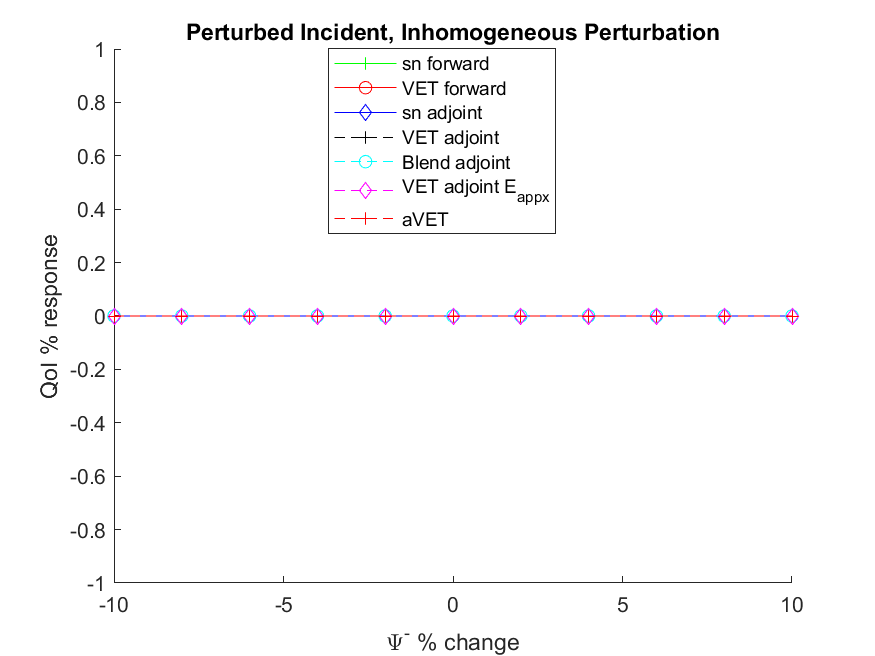 Perturbed Incident, Inhomogeneous Perturbation
sn forward
VET forward
sn adjoint
VET adjoint
Blend adjoint
VET adjoint E_appx
aVET
QoI % response
1
0.8
0.6
0.4
0.2
0
-0.2
-0.4
-0.6
-0.8
-1
-10
-5
0
5
10
Ψ⁻ % change